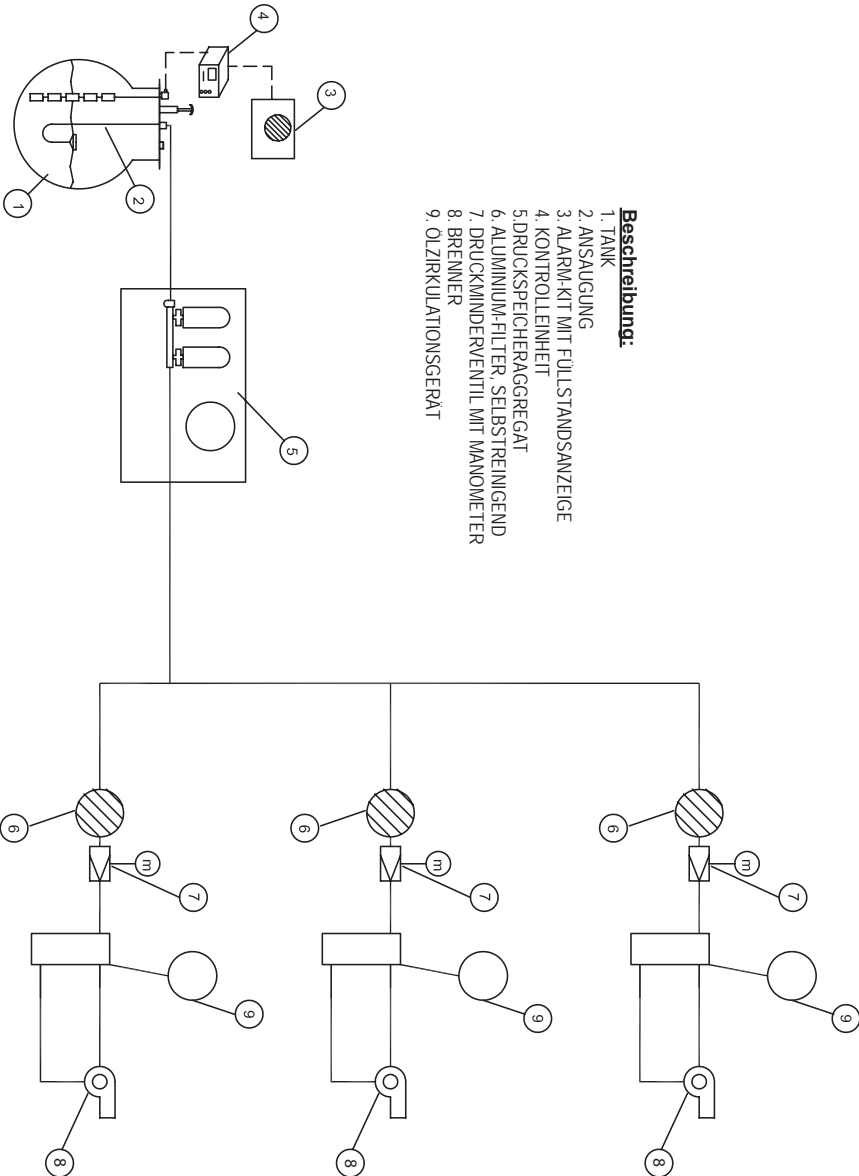 Beschreibung:
1. TANK
2. ANSAUGUNG
3. ALARM-KIT MIT FÜLLSTANDSANZEIGE
4. KONTROLLEINHEIT
5.DRUCKSPEICHERAGGREGAT
6. ALUMINIUM-FILTER, SELBSTREINIGEND
7. DRUCKMINDERVENTIL MIT MANOMETER
8. BRENNER
9. ÖLZIRKULATIONSGERÄT
4
3
2
1
5
6
m
7
9
8
6
m
7
9
8
6
m
7
9
8